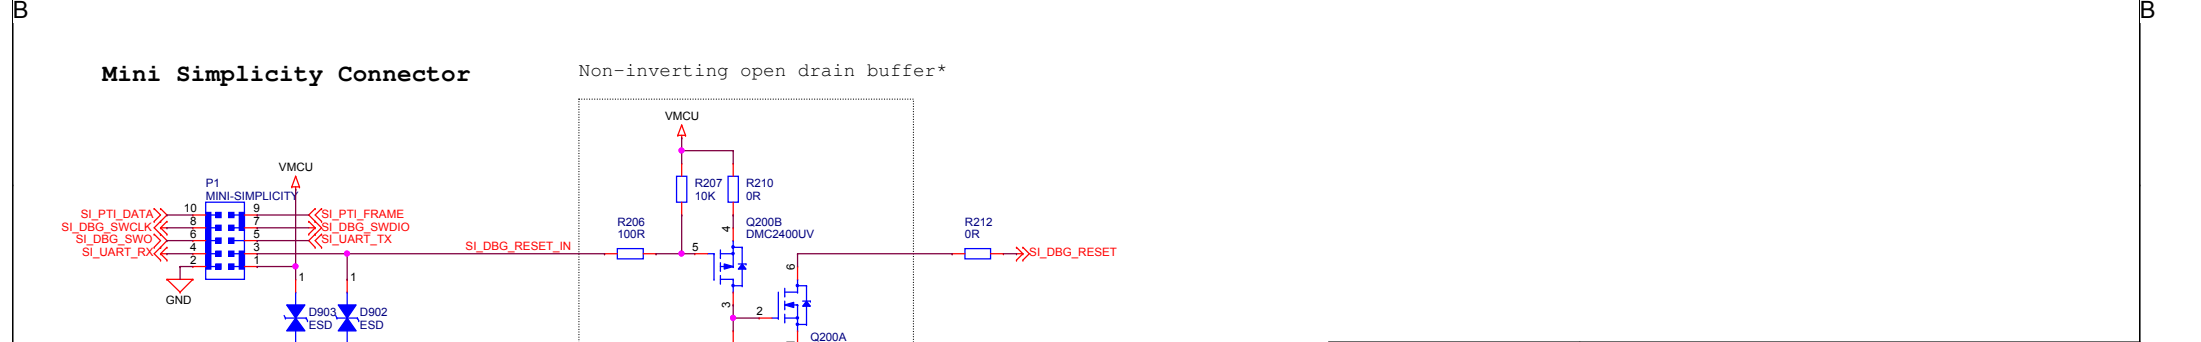 B
B
Mini Simplicity Connector
Non-inverting open drain buffer*
VMCU
VMCU
P1
MINI-SIMPLICITY
R207
10K
R210
0R
SI_PTI_DATA
10
9
SI_PTI_FRAME
SI_DBG_SWCLK
8
7
SI_DBG_SWDIO
SI_DBG_SWO
6
5
SI_UART_TX
SI_UART_RX
4
3
2
1
GND
SI_DBG_RESET_IN
R206
100R
5
4
Q200B
DMC2400UV
3
R212
0R
SI_DBG_RESET
6
2
1
1
D903
ESD
D902
ESD
Q200A